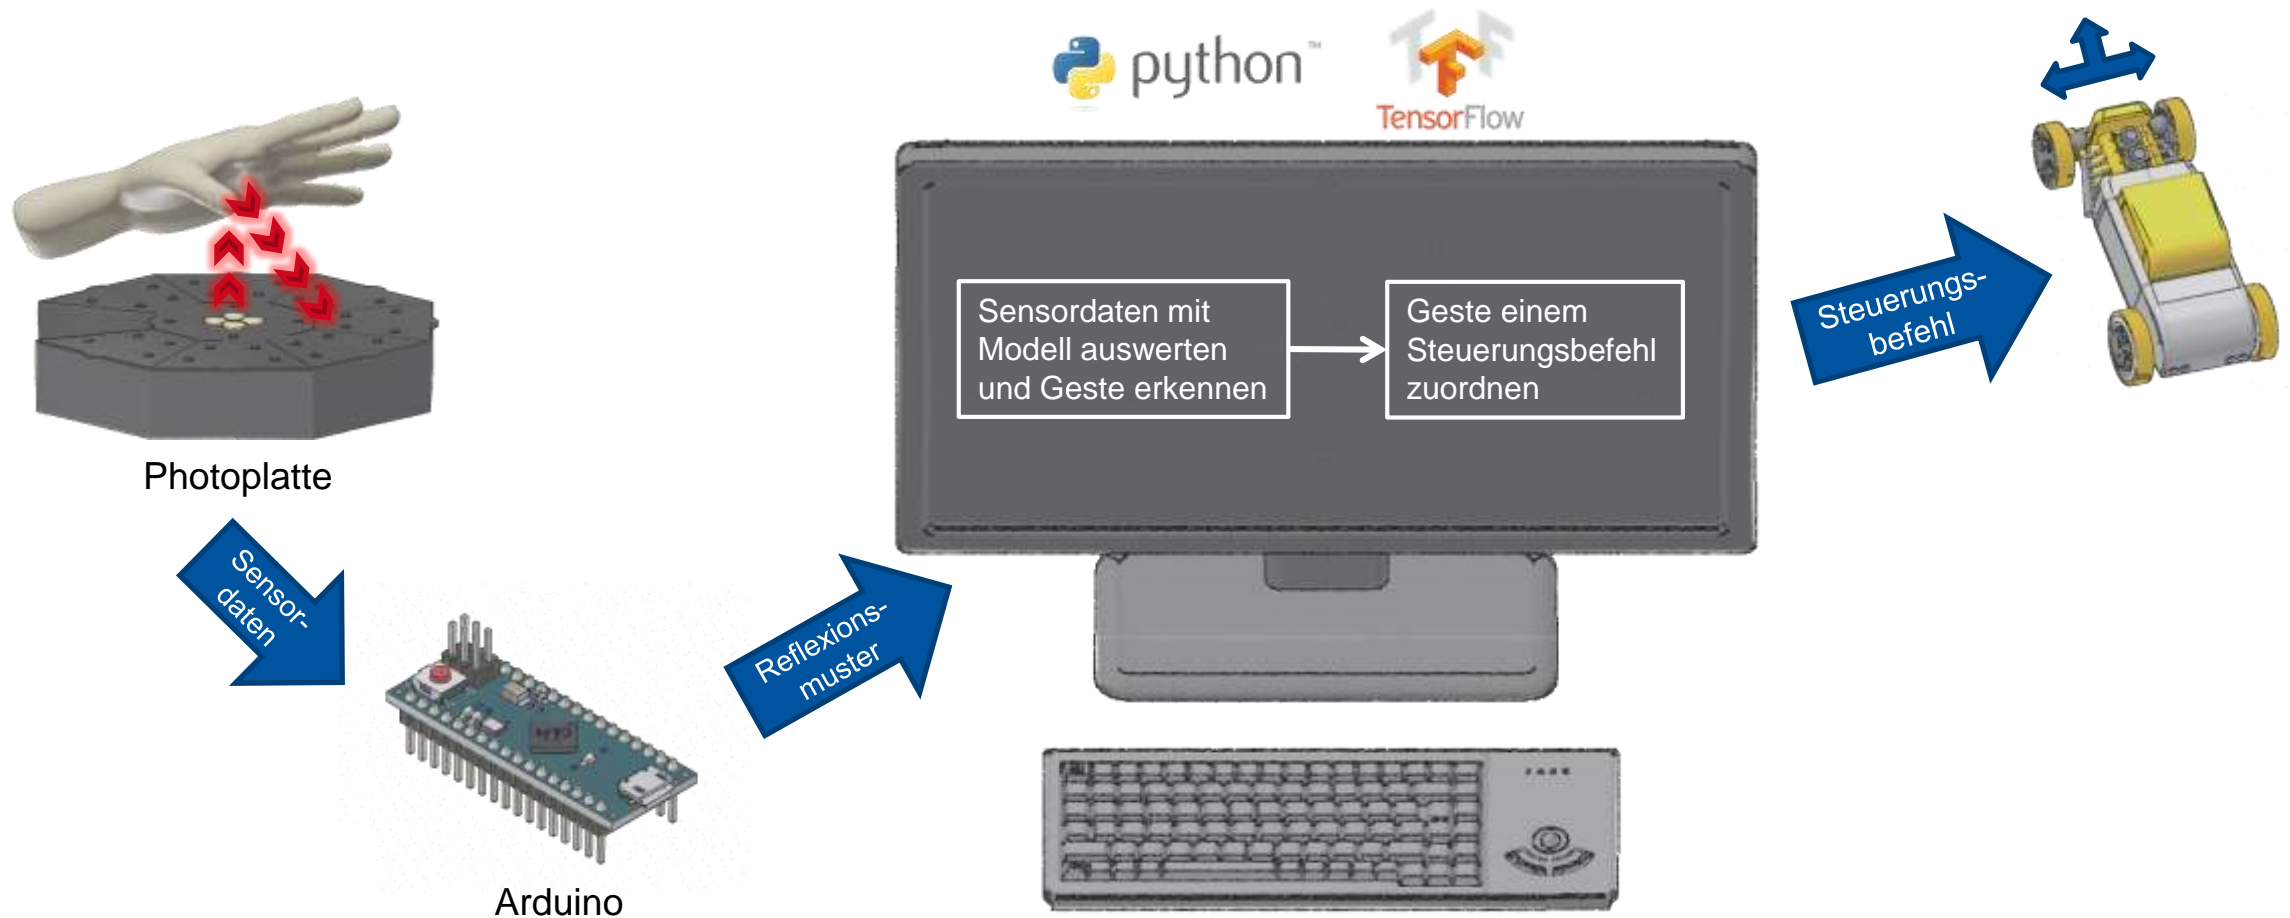 python™
TensorFlow
Sensordaten mit
Modell auswerten
und Geste erkennen
Geste einem
Steuerungsbefehl
zuordnen
Steuerungs-
befehl
Photoplatte
Sensor-
daten
Reflexions-
muster
Arduino